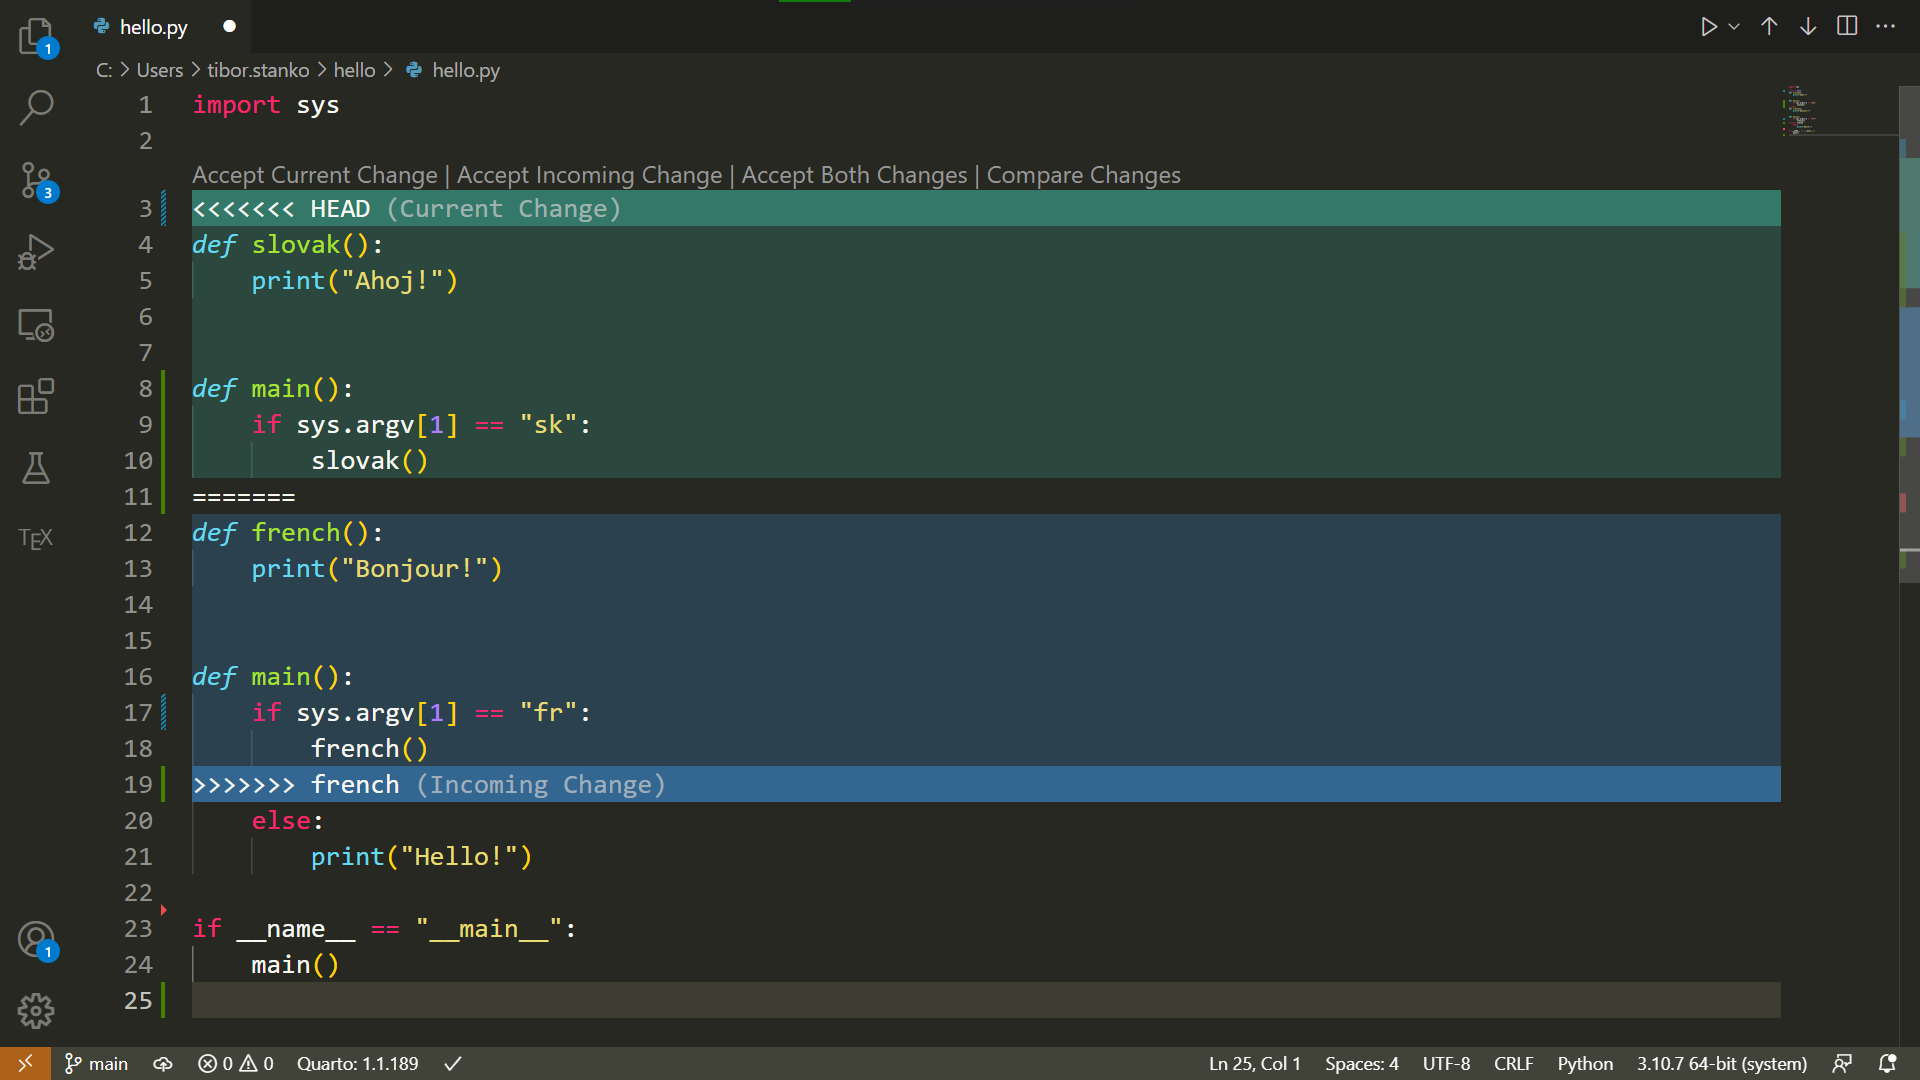 1
hello.py
C: > Users > tibor.stanko > hello > hello.py
1 import sys
2
Accept Current Change | Accept Incoming Change | Accept Both Changes | Compare Changes
3 <<<<<<< HEAD (Current Change)
3
4 def slovak():
5     print("Ahoj!")
6
7
8 def main():
9     if sys.argv[1] == "sk":
10         slovak()
11 =======
12 def french():
TEX
13     print("Bonjour!")
14
15
16 def main():
17     if sys.argv[1] == "fr":
18         french()
19 >>>>>>> french (Incoming Change)
20     else:
21         print("Hello!")
22
23 if __name__ == "__main__":
1
24     main()
25
main 0 0 Quarto: 1.1.189 Ln 25, Col 1 Spaces: 4 UTF-8 CRLF Python 3.10.7 64-bit (system)